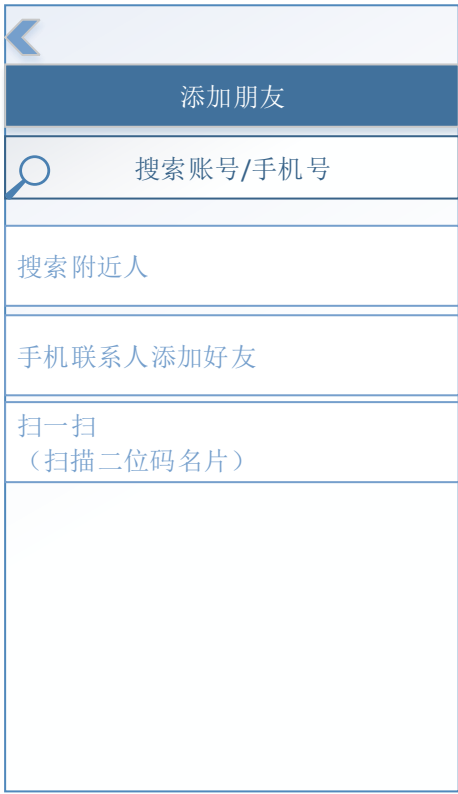 添加朋友
搜索账号/手机号
搜索附近人
手机联系人添加好友
扫一扫
（扫描二位码名片）